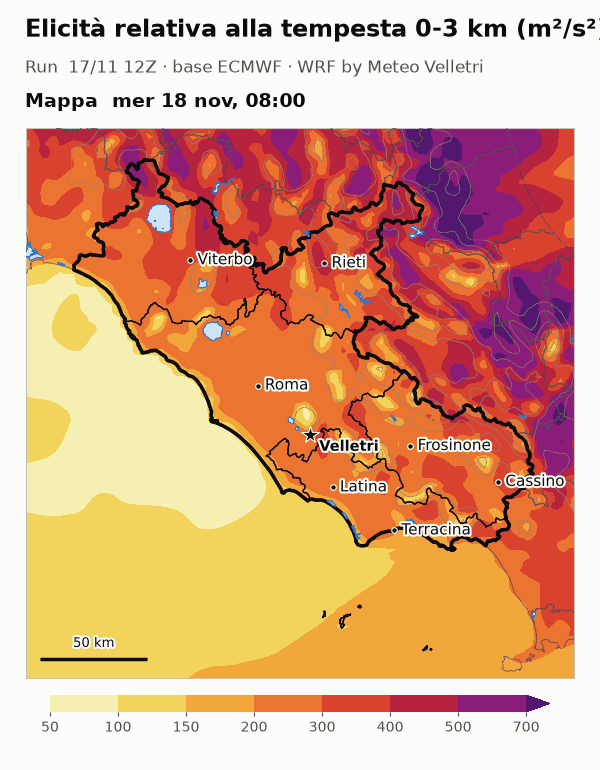 Elicità relativa alla tempesta 0-3 km (m²/s²)
Run  17/11 12Z · base ECMWF · WRF by Meteo Velletri
Mappa  mer 18 nov, 08:00
Viterbo
Rieti
Roma
Velletri
Frosinone
Cassino
Latina
Terracina
50 km
50 100 150 200 300 400 500 700